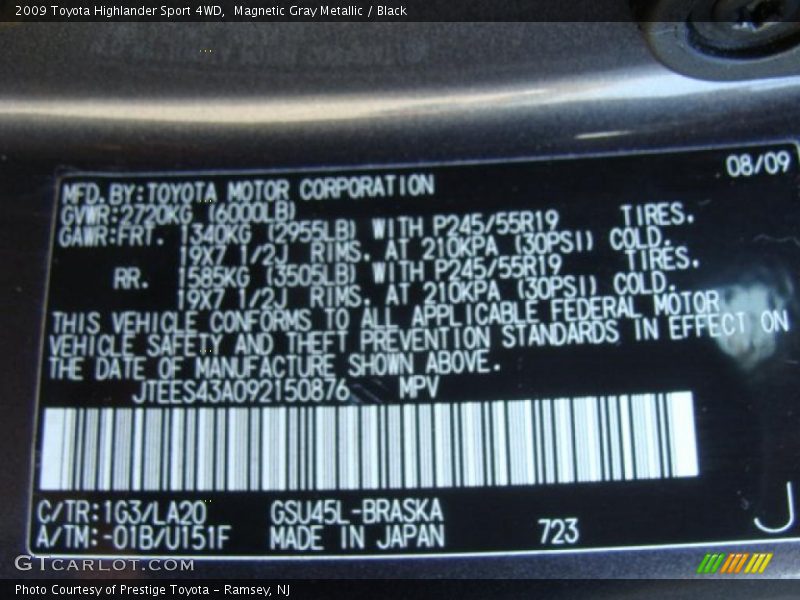 2009 Toyota Highlander Sport 4WD,  Magnetic Gray Metallic / Black
08/09
MFD.BY:TOYOTA MOTOR CORPORATION
GVWR:2720KG (6000LB)
GAWR:FRT. 1340KG (2955LB) WITH P245/55R19 TIRES.
19X7 1/2J RIMS. AT 210KPA (30PSI) COLD.
RR. 1585KG (3505LB) WITH P245/55R19 TIRES.
19X7 1/2J RIMS. AT 210KPA (30PSI) COLD.
THIS VEHICLE CONFORMS TO ALL APPLICABLE FEDERAL MOTOR
VEHICLE SAFETY AND THEFT PREVENTION STANDARDS IN EFFECT ON
THE DATE OF MANUFACTURE SHOWN ABOVE.
JTEES43A092150876 MPV
C/TR:1G3/LA20 GSU45L-BRASKA
A/TM:-01B/U151F MADE IN JAPAN 723 J
GTCARLOT.COM
Photo Courtesy of Prestige Toyota - Ramsey, NJ